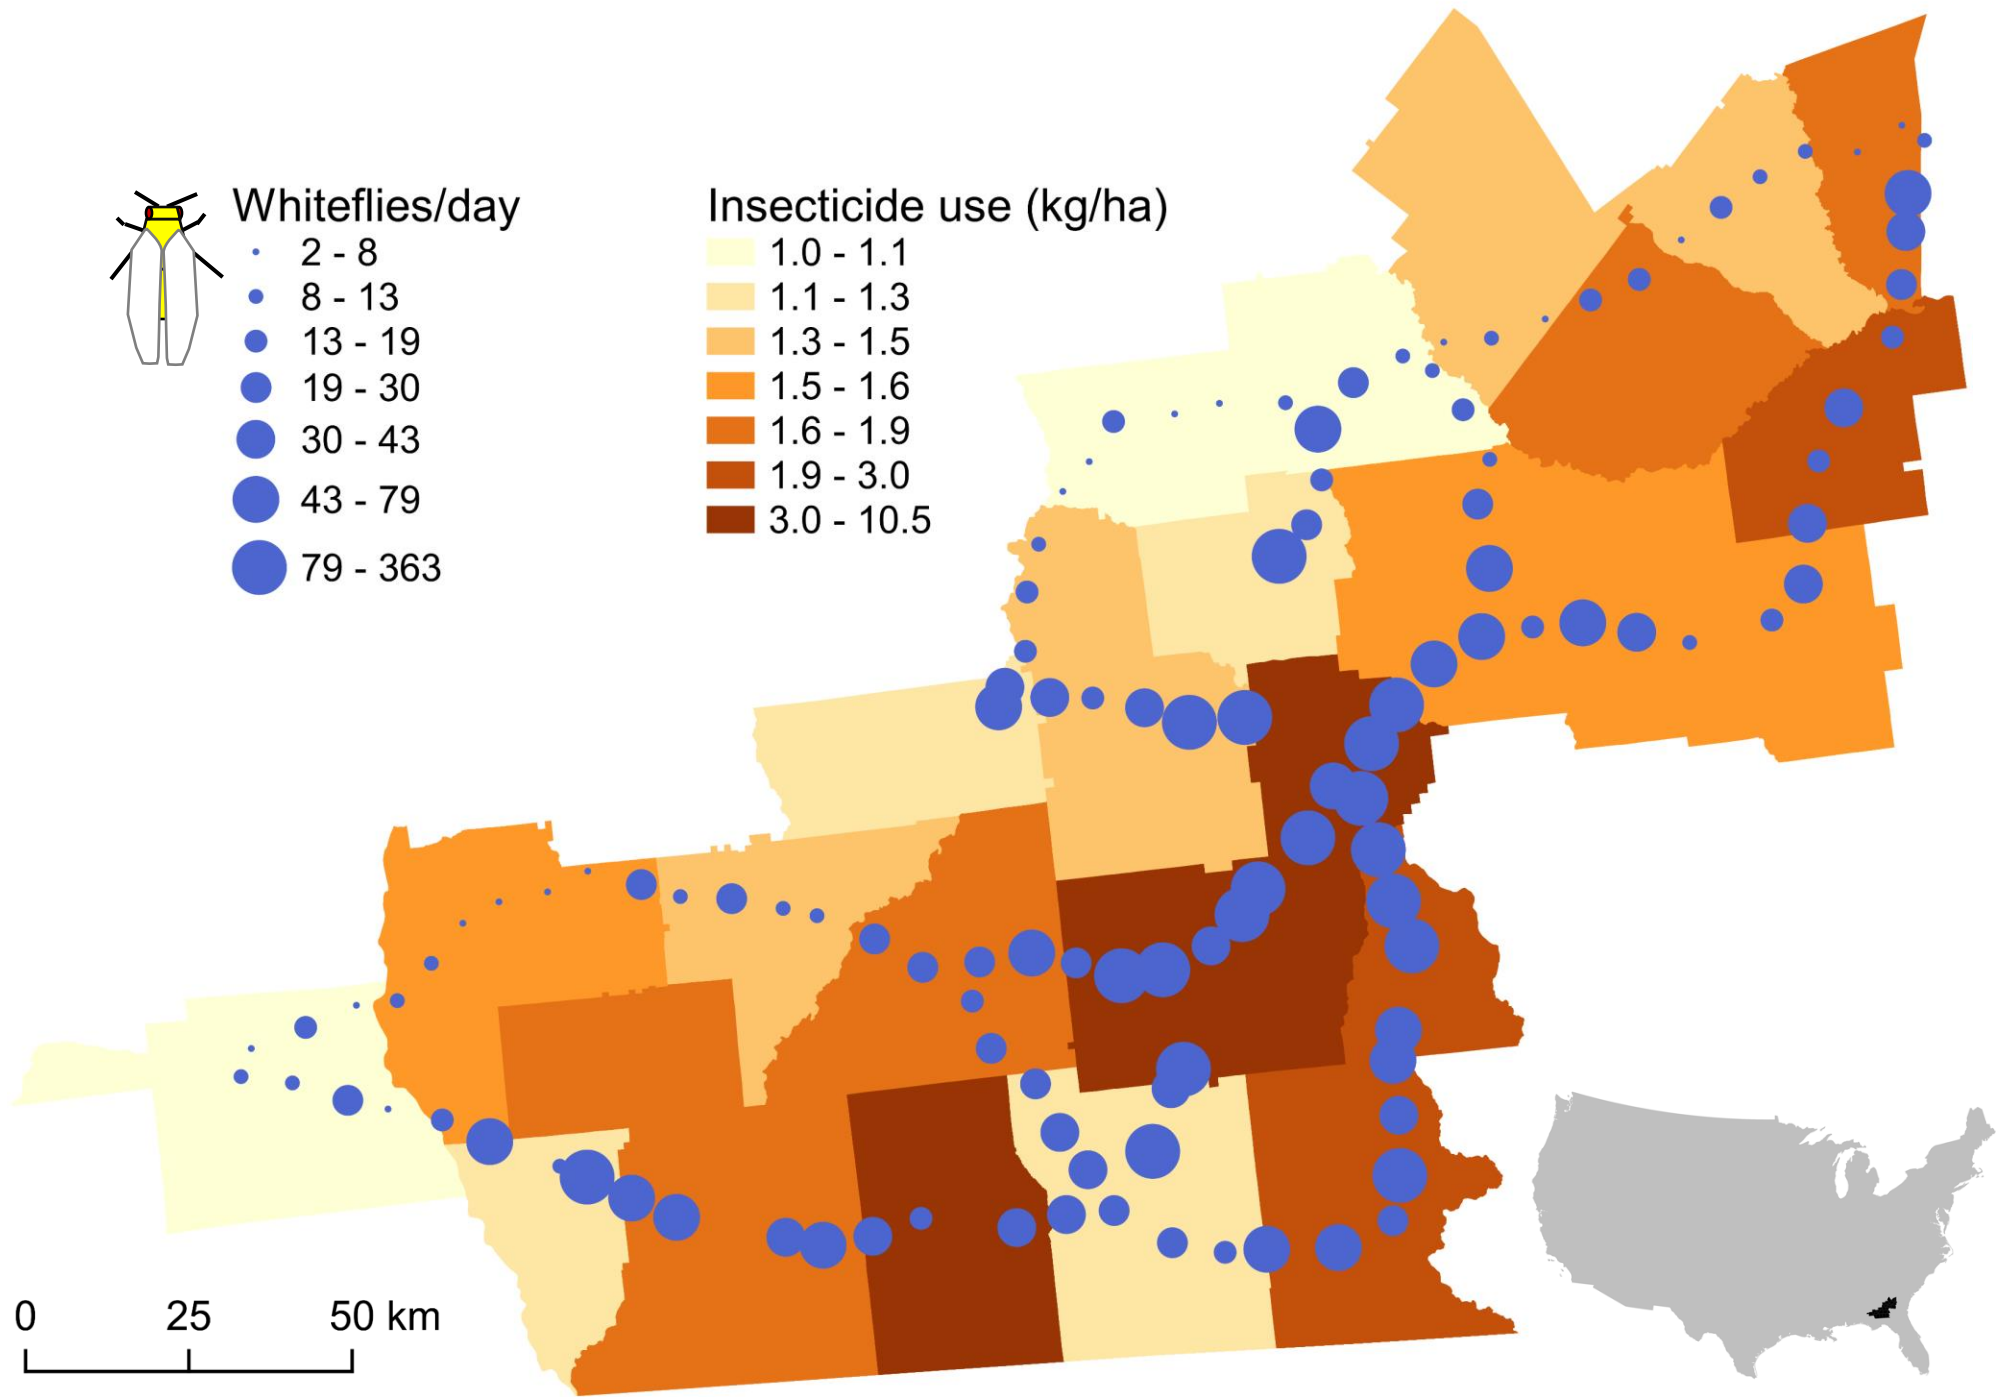 Whiteflies/day
2 - 8
8 - 13
13 - 19
19 - 30
30 - 43
43 - 79
79 - 363
Insecticide use (kg/ha)
1.0 - 1.1
1.1 - 1.3
1.3 - 1.5
1.5 - 1.6
1.6 - 1.9
1.9 - 3.0
3.0 - 10.5
0 25 50 km